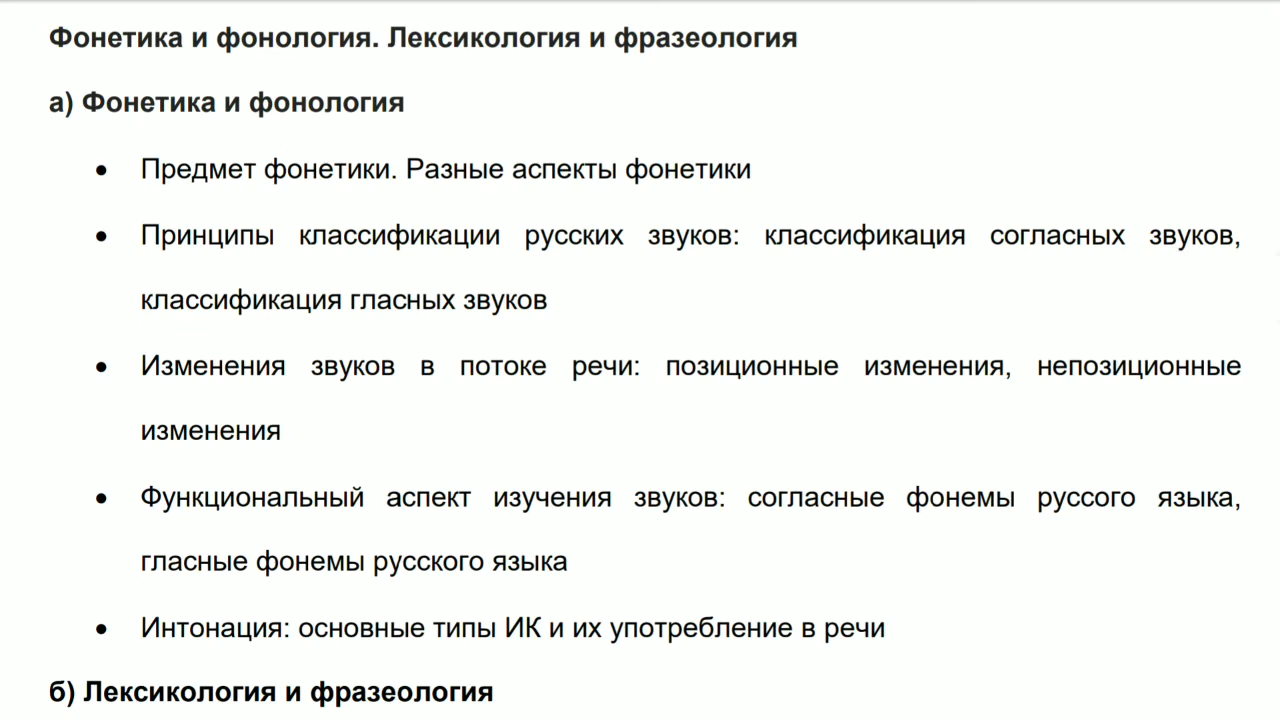 Фонетика и фонология. Лексикология и фразеология
а) Фонетика и фонология
• Предмет фонетики. Разные аспекты фонетики
• Принципы классификации русских звуков: классификация согласных звуков,
классификация гласных звуков
• Изменения звуков в потоке речи: позиционные изменения, непозиционные
изменения
• Функциональный аспект изучения звуков: согласные фонемы руссого языка,
гласные фонемы русского языка
• Интонация: основные типы ИК и их употребление в речи
б) Лексикология и фразеология